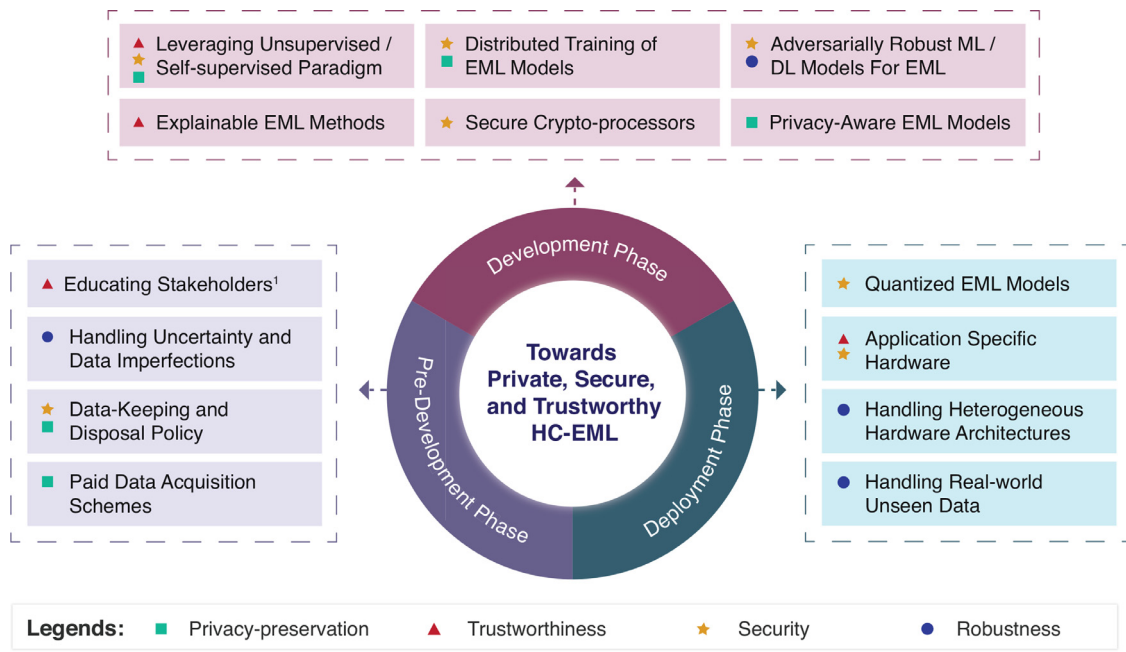 Leveraging Unsupervised /
Self-supervised Paradigm
Distributed Training of
EML Models
Adversarially Robust ML /
DL Models For EML
Explainable EML Methods
Secure Crypto-processors
Privacy-Aware EML Models
Development Phase
Educating Stakeholders¹
Handling Uncertainty and
Data Imperfections
Data-Keeping and
Disposal Policy
Paid Data Acquisition
Schemes
Pre-Development Phase
Towards
Private, Secure,
and Trustworthy
HC-EML
Deployment Phase
Quantized EML Models
Application Specific
Hardware
Handling Heterogeneous
Hardware Architectures
Handling Real-world
Unseen Data
Legends:
Privacy-preservation
Trustworthiness
Security
Robustness